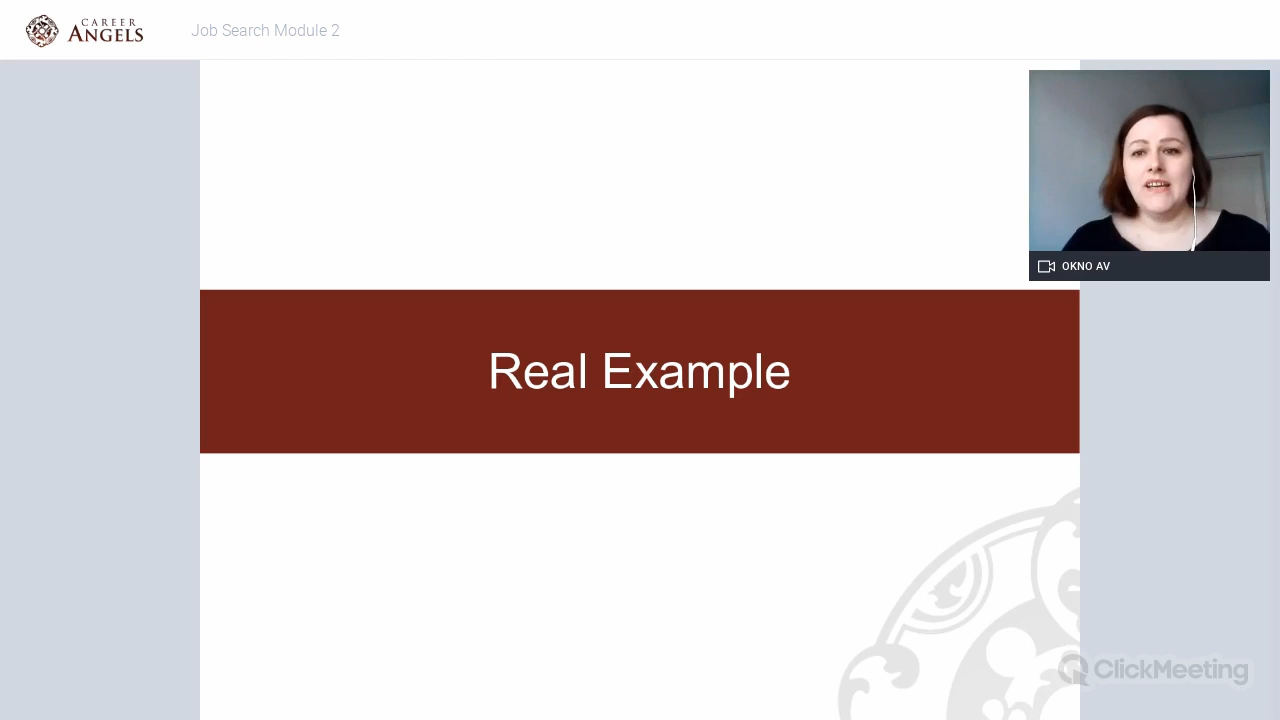 CAREER
ANGELS
Job Search Module 2
OKNO AV
Real Example
ClickMeeting